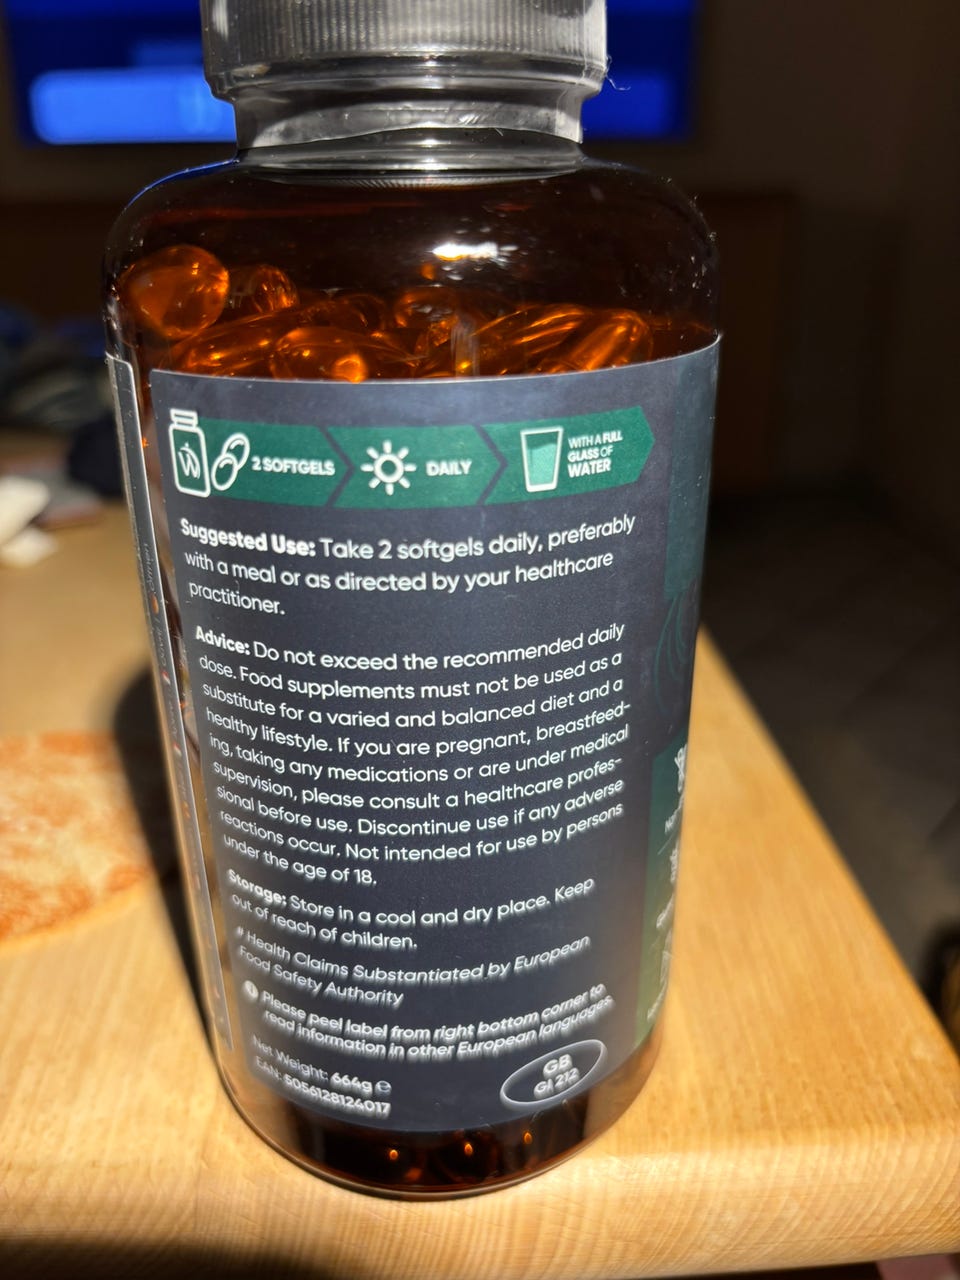 W
2 SOFTGELS
DAILY
WITH A FULL
GLASS OF
WATER
Suggested Use: Take 2 softgels daily, preferably
with a meal or as directed by your healthcare
practitioner.
Advice: Do not exceed the recommended daily
dose. Food supplements must not be used as a
substitute for a varied and balanced diet and a
healthy lifestyle. If you are pregnant, breastfeed-
ing, taking any medications or are under medical
supervision, please consult a healthcare profes-
sional before use. Discontinue use if any adverse
reactions occur. Not intended for use by persons
under the age of 18.
Storage: Store in a cool and dry place. Keep
out of reach of children.
# Health Claims Substantiated by European
Food Safety Authority
Please peel label from right bottom corner to
read information in other European languages.
Net Weight: 664g ℮
EAN: 5056128124017
GB
GI 212